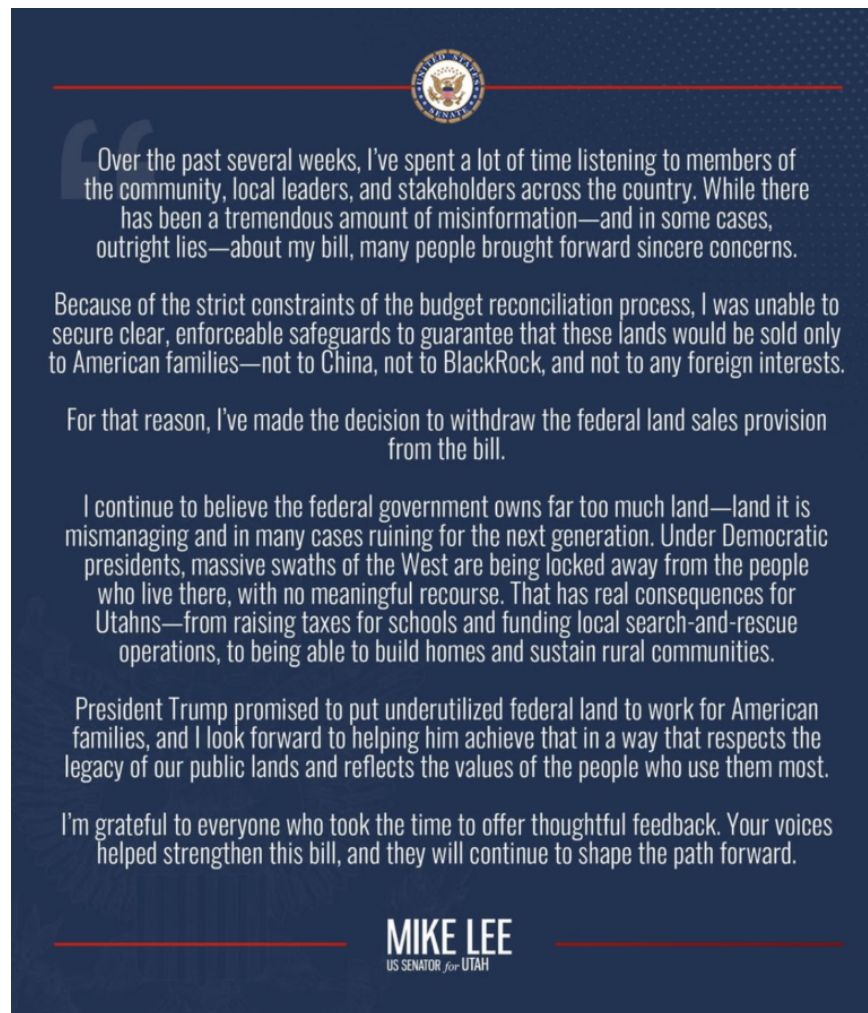 UNITED STATES
SENATE
“
Over the past several weeks, I’ve spent a lot of time listening to members of
the community, local leaders, and stakeholders across the country. While there
has been a tremendous amount of misinformation—and in some cases,
outright lies—about my bill, many people brought forward sincere concerns.
Because of the strict constraints of the budget reconciliation process, I was unable to
secure clear, enforceable safeguards to guarantee that these lands would be sold only
to American families—not to China, not to BlackRock, and not to any foreign interests.
For that reason, I’ve made the decision to withdraw the federal land sales provision
from the bill.
I continue to believe the federal government owns far too much land—land it is
mismanaging and in many cases ruining for the next generation. Under Democratic
presidents, massive swaths of the West are being locked away from the people
who live there, with no meaningful recourse. That has real consequences for
Utahns—from raising taxes for schools and funding local search-and-rescue
operations, to being able to build homes and sustain rural communities.
President Trump promised to put underutilized federal land to work for American
families, and I look forward to helping him achieve that in a way that respects the
legacy of our public lands and reflects the values of the people who use them most.
I’m grateful to everyone who took the time to offer thoughtful feedback. Your voices
helped strengthen this bill, and they will continue to shape the path forward.
MIKE LEE
US SENATOR for UTAH